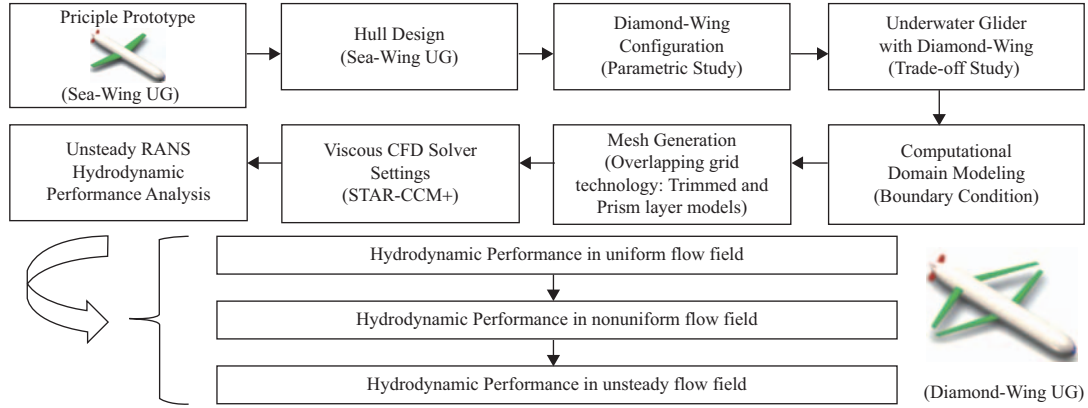 Priciple Prototype
(Sea-Wing UG)
Hull Design
(Sea-Wing UG)
Diamond-Wing
Configuration
(Parametric Study)
Underwater Glider
with Diamond-Wing
(Trade-off Study)
Unsteady RANS
Hydrodynamic
Performance Analysis
Viscous CFD Solver
Settings
(STAR-CCM+)
Mesh Generation
(Overlapping grid
technology: Trimmed and
Prism layer models)
Computational
Domain Modeling
(Boundary Condition)
Hydrodynamic Performance in uniform flow field
Hydrodynamic Performance in nonuniform flow field
Hydrodynamic Performance in unsteady flow field
(Diamond-Wing UG)